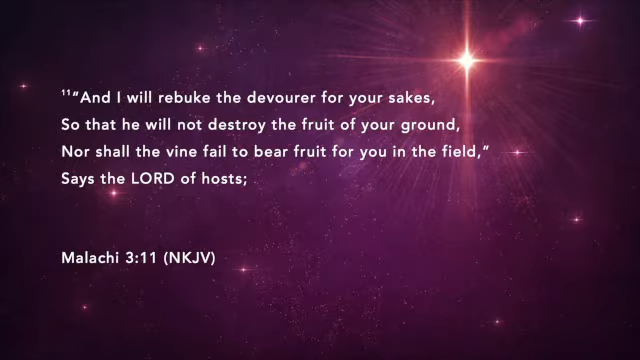 ¹¹“And I will rebuke the devourer for your sakes,
So that he will not destroy the fruit of your ground,
Nor shall the vine fail to bear fruit for you in the field,”
Says the LORD of hosts;
Malachi 3:11 (NKJV)